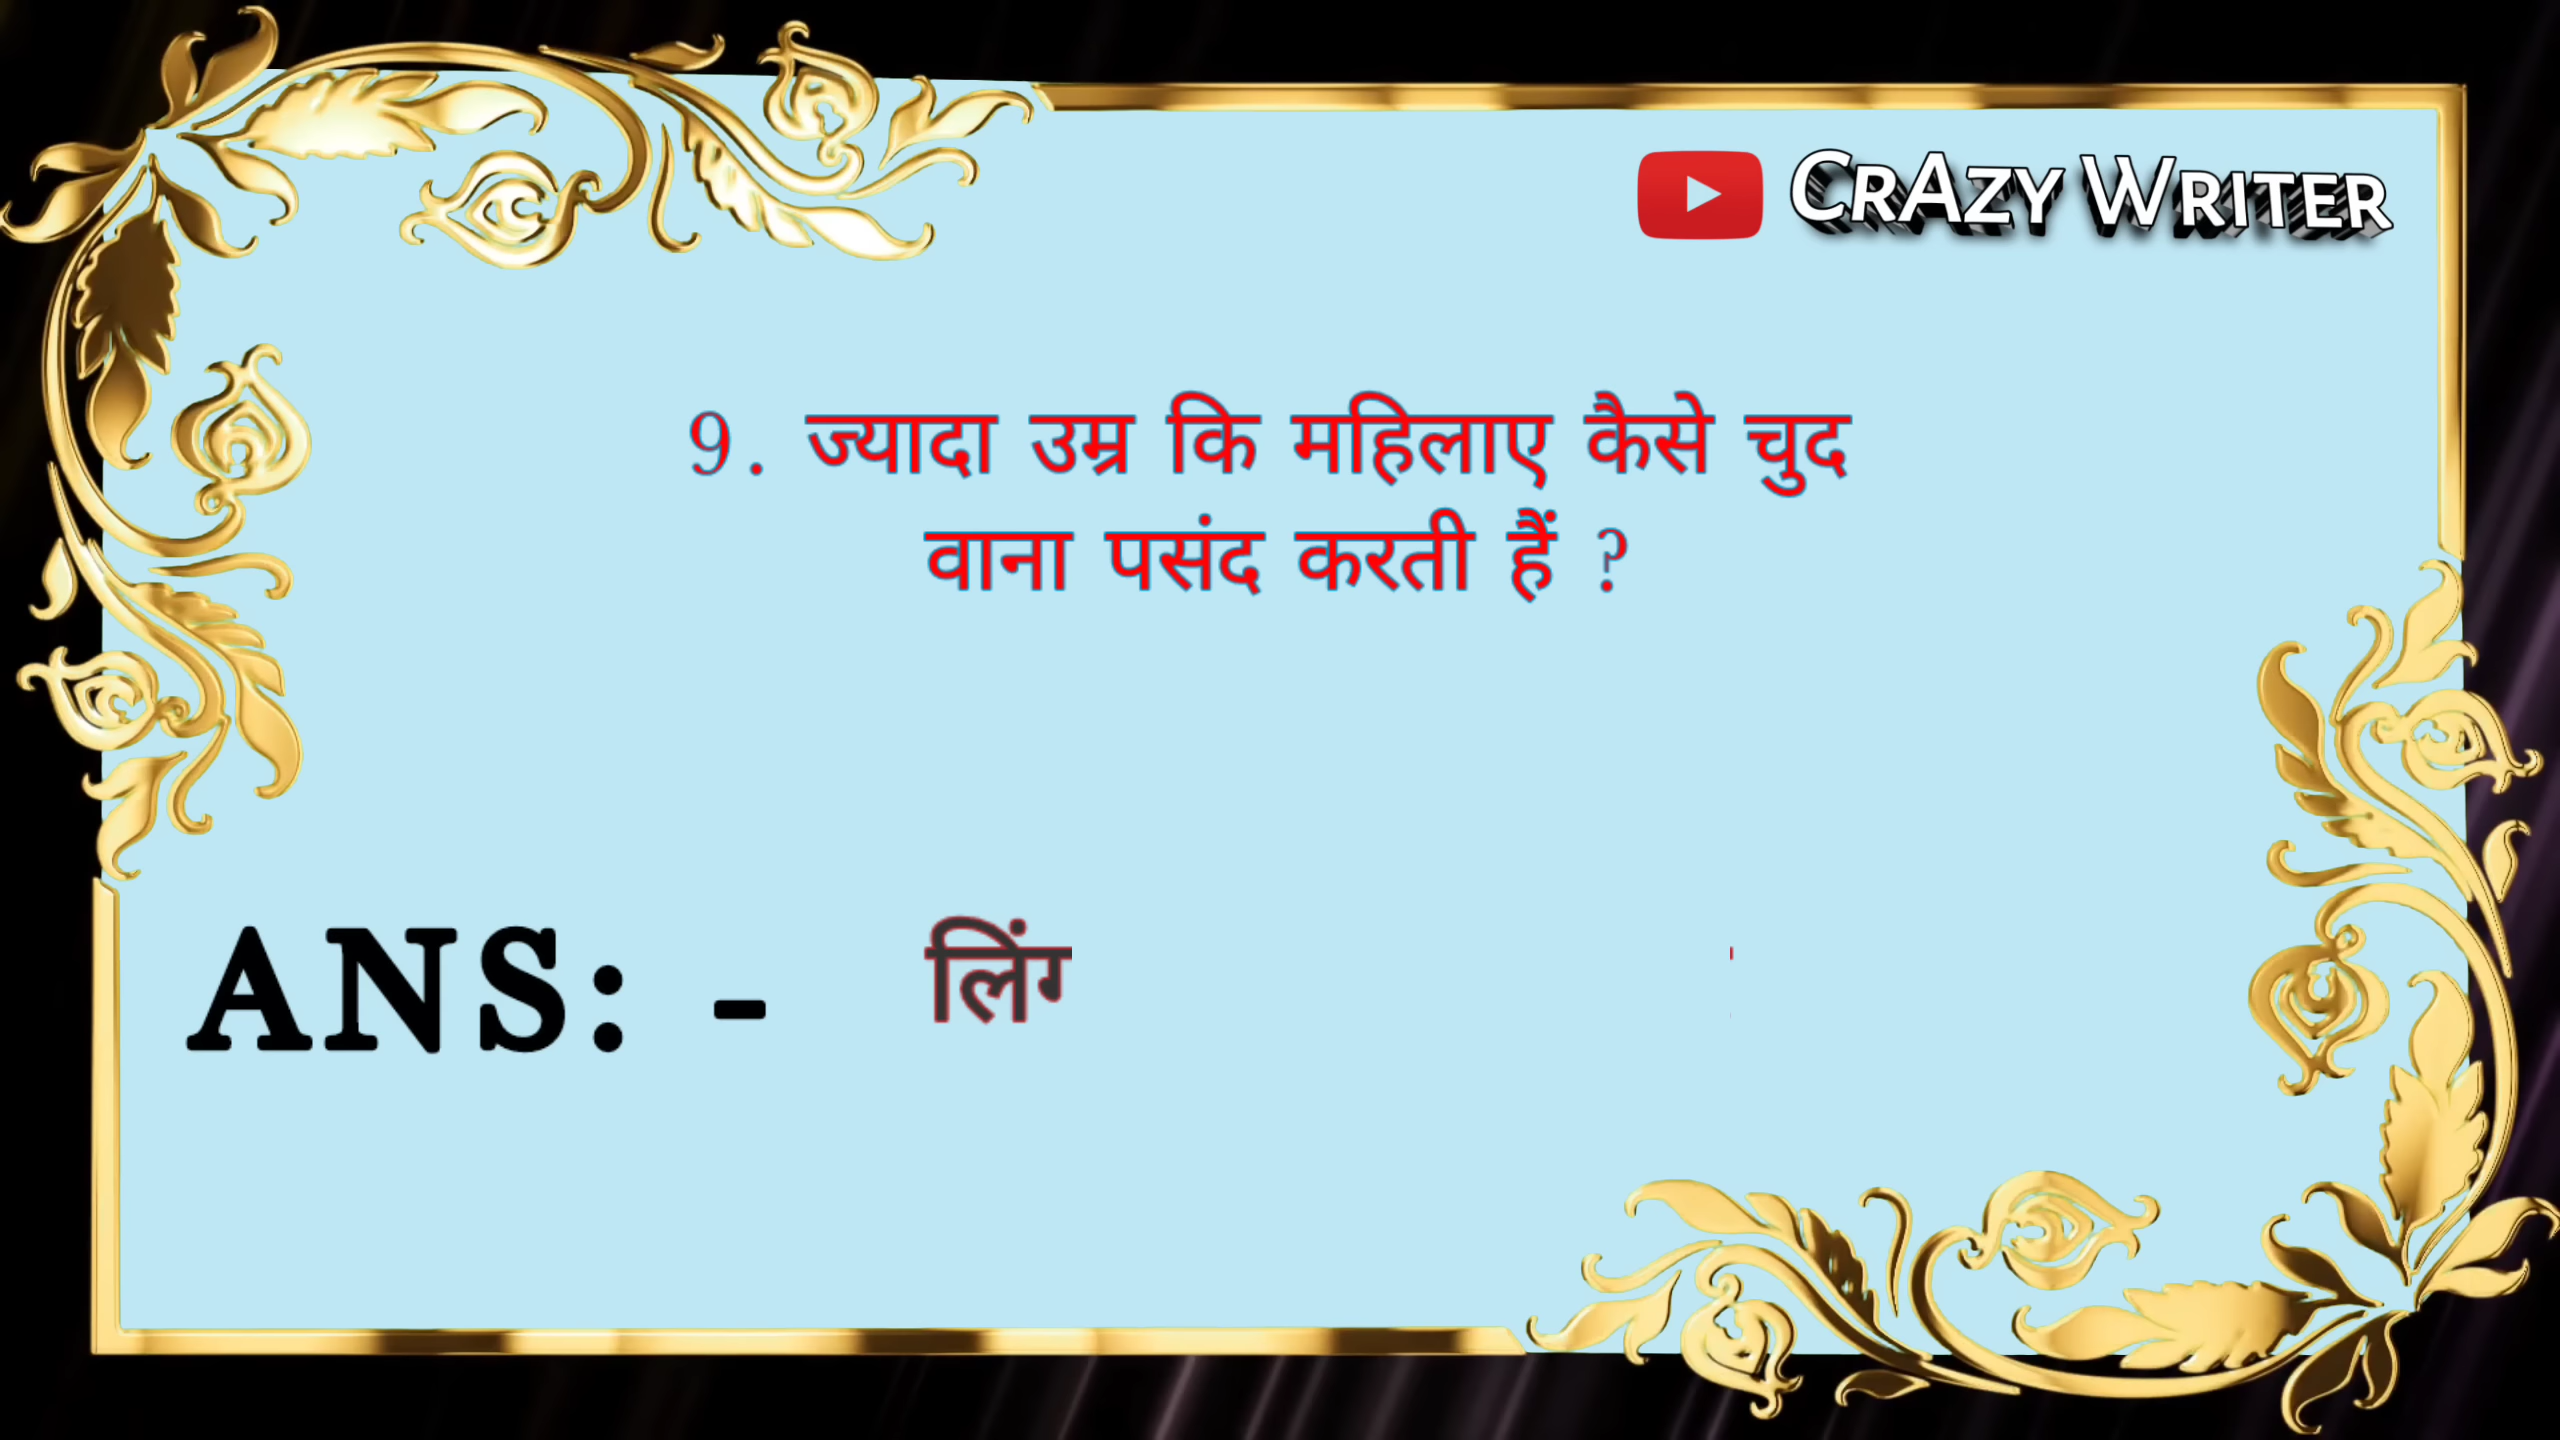 CRAZY WRITER
9. ज्यादा उम्र कि महिलाए कैसे चुद
वाना पसंद करती हैं ?
ANS: -